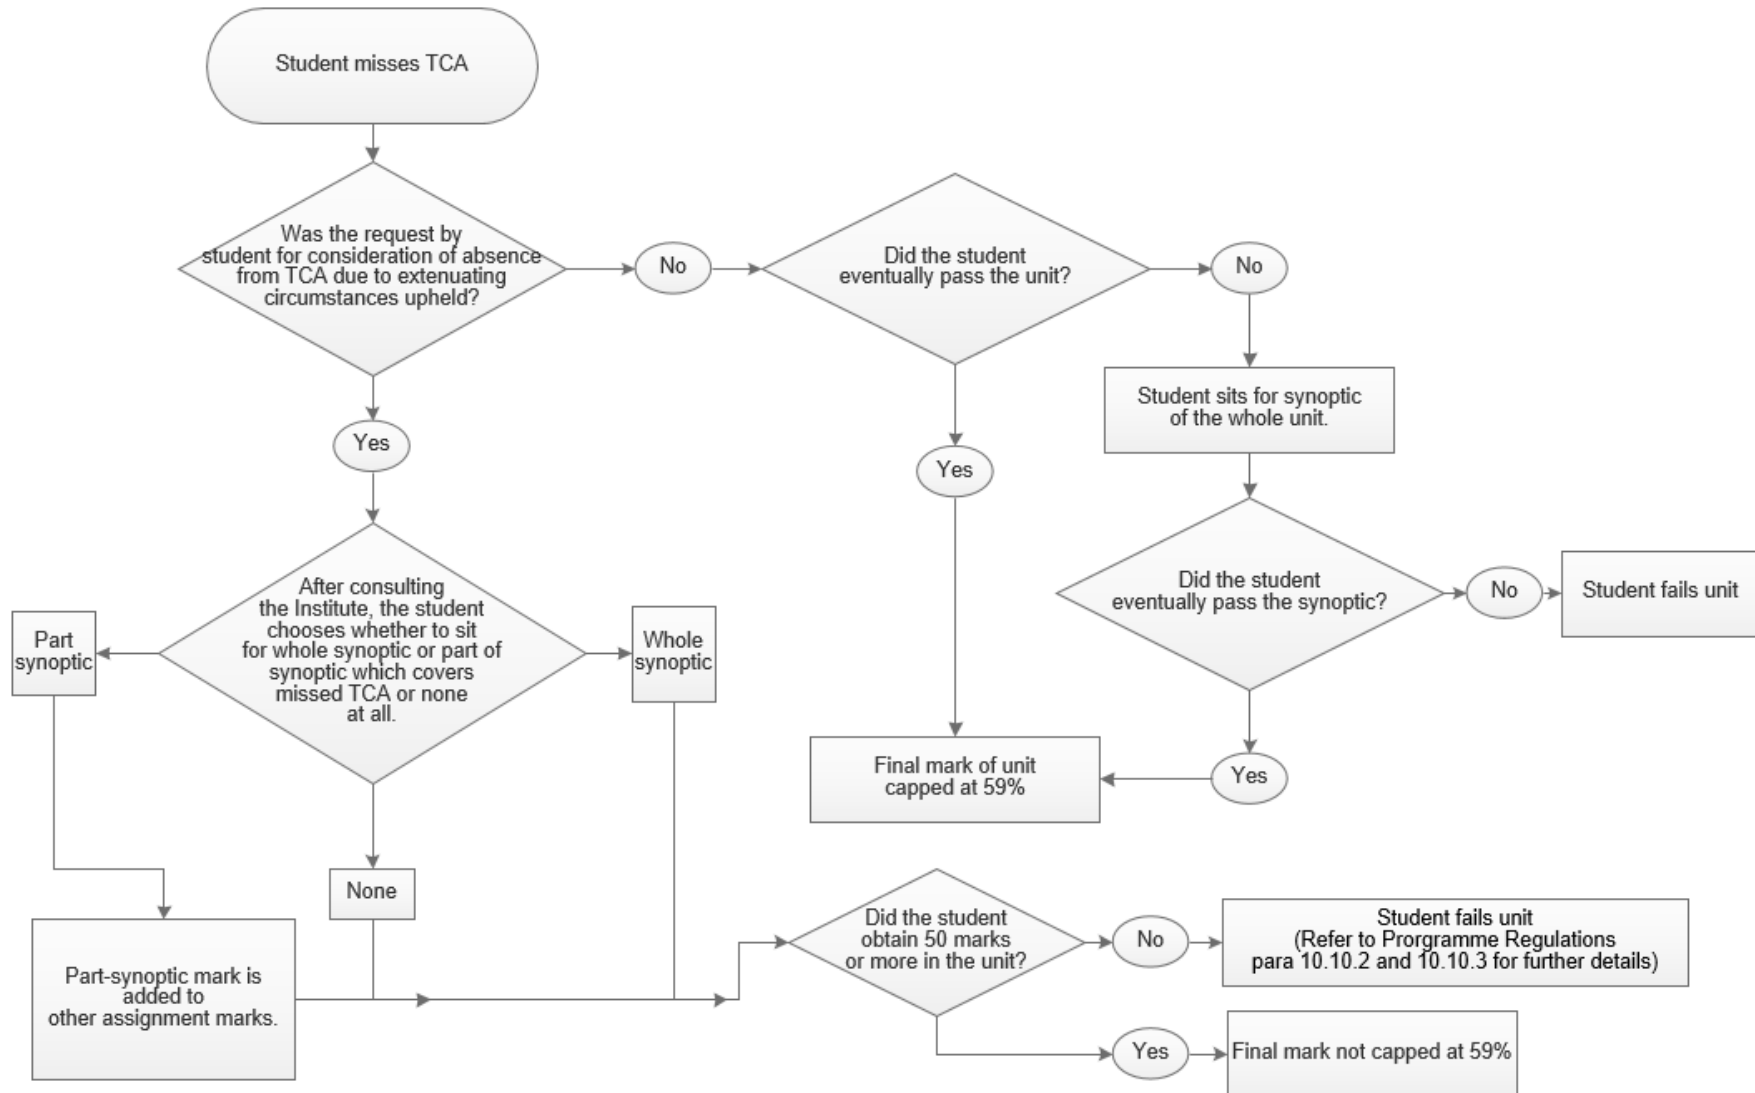 Student misses TCA
Was the request by
student for consideration of absence
from TCA due to extenuating
circumstances upheld?
No
Did the student
eventually pass the unit?
No
Yes
Student sits for synoptic
of the whole unit.
Yes
Did the student
eventually pass the synoptic?
No
Student fails unit
After consulting
the Institute, the student
chooses whether to sit
for whole synoptic or part of
synoptic which covers
missed TCA or none
at all.
Part
synoptic
Whole
synoptic
Final mark of unit
capped at 59%
Yes
None
Part-synoptic mark is
added to
other assignment marks.
Did the student
obtain 50 marks
or more in the unit?
No
Student fails unit
(Refer to Prorgramme Regulations
para 10.10.2 and 10.10.3 for further details)
Yes
Final mark not capped at 59%